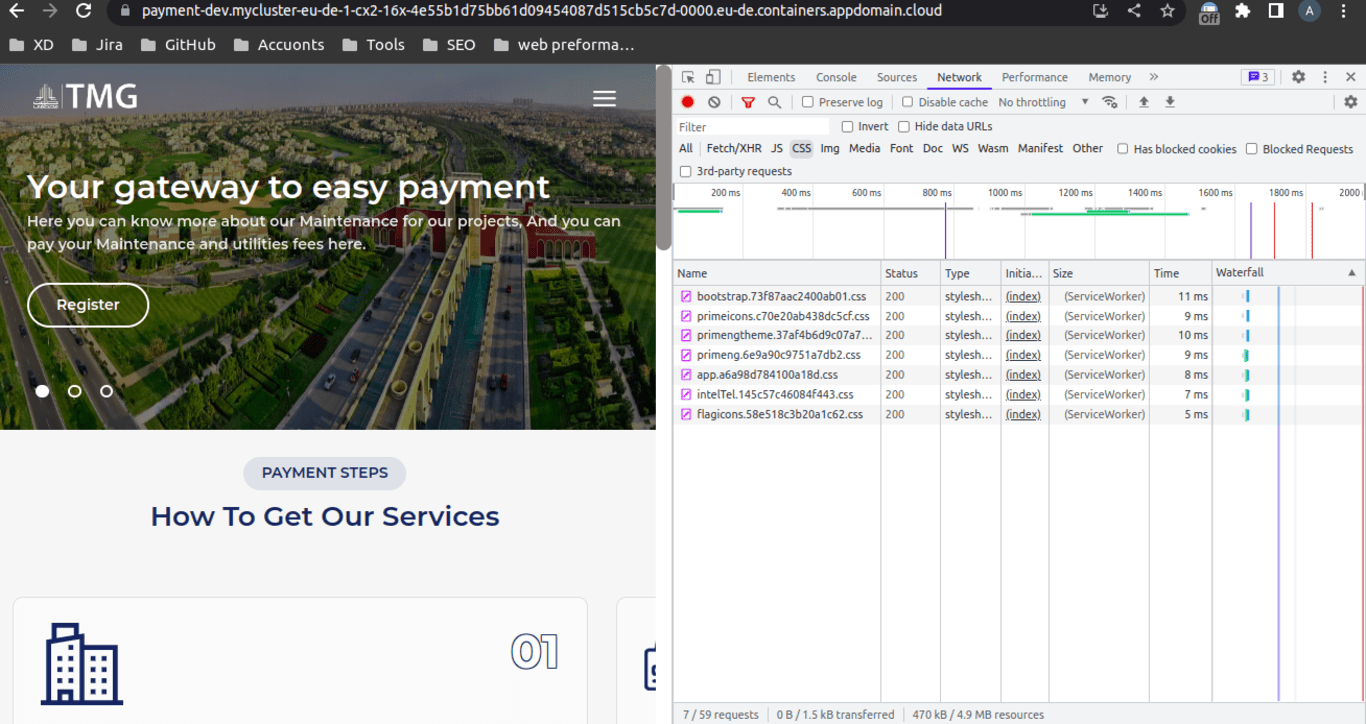 payment-dev.mycluster-eu-de-1-cx2-16x-4e55b1d75bb61d09454087d515cb5c7d-0000.eu-de.containers.appdomain.cloud
Off
A
XD Jira GitHub Accuonts Tools SEO web preforma...
TMG
Your gateway to easy payment
Here you can know more about our Maintenance for our projects, And you can
pay your Maintenance and utilities fees here.
Register
PAYMENT STEPS
How To Get Our Services
01
Elements Console Sources Network Performance Memory » 3
Preserve log Disable cache No throttling
Filter Invert Hide data URLs
All Fetch/XHR JS CSS Img Media Font Doc WS Wasm Manifest Other Has blocked cookies Blocked Requests
3rd-party requests
200 ms 400 ms 600 ms 800 ms 1000 ms 1200 ms 1400 ms 1600 ms 1800 ms 2000
Name Status Type Initia... Size Time Waterfall
bootstrap.73f87aac2400ab01.css 200 stylesh... (index) (ServiceWorker) 11 ms
primeicons.c70e20ab438dc5cf.css 200 stylesh... (index) (ServiceWorker) 9 ms
primengtheme.37af4b6d9c07a7... 200 stylesh... (index) (ServiceWorker) 10 ms
primeng.6e9a90c9751a7db2.css 200 stylesh... (index) (ServiceWorker) 9 ms
app.a6a98d784100a18d.css 200 stylesh... (index) (ServiceWorker) 8 ms
intelTel.145c57c46084f443.css 200 stylesh... (index) (ServiceWorker) 7 ms
flagicons.58e518c3b20a1c62.css 200 stylesh... (index) (ServiceWorker) 5 ms
7 / 59 requests 0 B / 1.5 kB transferred 470 kB / 4.9 MB resources